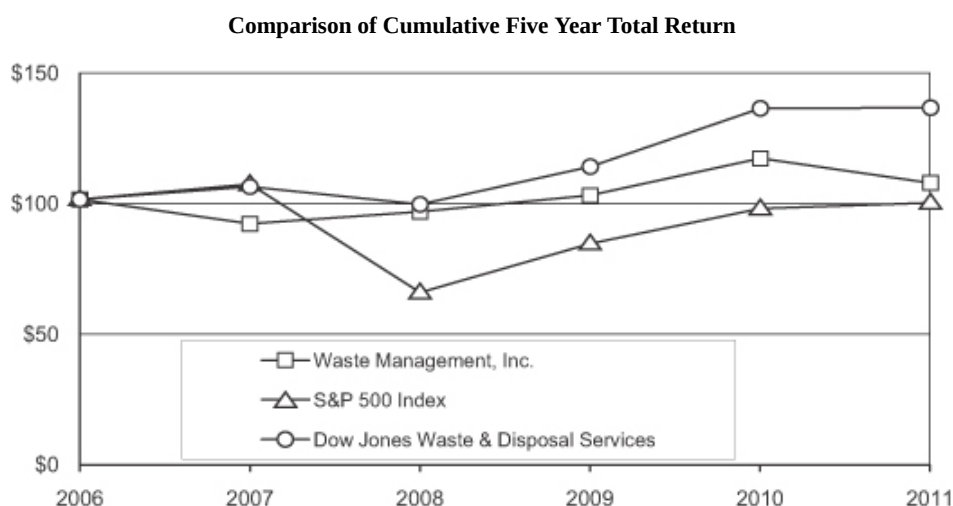 Comparison of Cumulative Five Year Total Return
$150
$100
$50
$0
Waste Management, Inc.
S&P 500 Index
Dow Jones Waste & Disposal Services
2006 2007 2008 2009 2010 2011